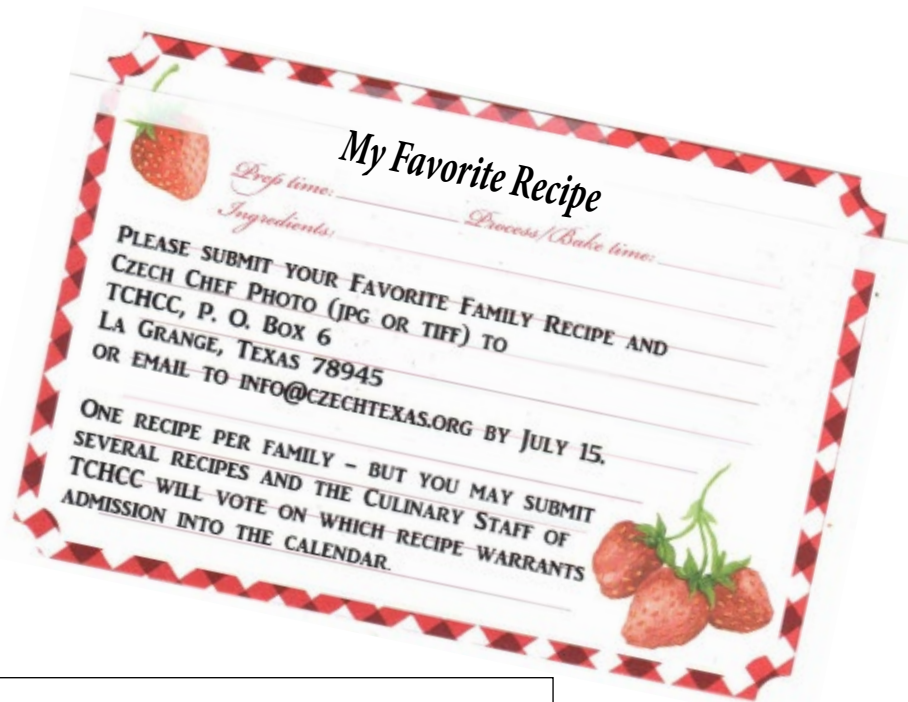 My Favorite Recipe
Prep time:
Process/Bake time:
Ingredients:
PLEASE SUBMIT YOUR FAVORITE FAMILY RECIPE AND
CZECH CHEF PHOTO (JPG OR TIFF) TO
TCHCC, P. O. BOX 6
LA GRANGE, TEXAS 78945
OR EMAIL TO INFO@CZECHTEXAS.ORG BY JULY 15.
ONE RECIPE PER FAMILY – BUT YOU MAY SUBMIT
SEVERAL RECIPES AND THE CULINARY STAFF OF
TCHCC WILL VOTE ON WHICH RECIPE WARRANTS
ADMISSION INTO THE CALENDAR.